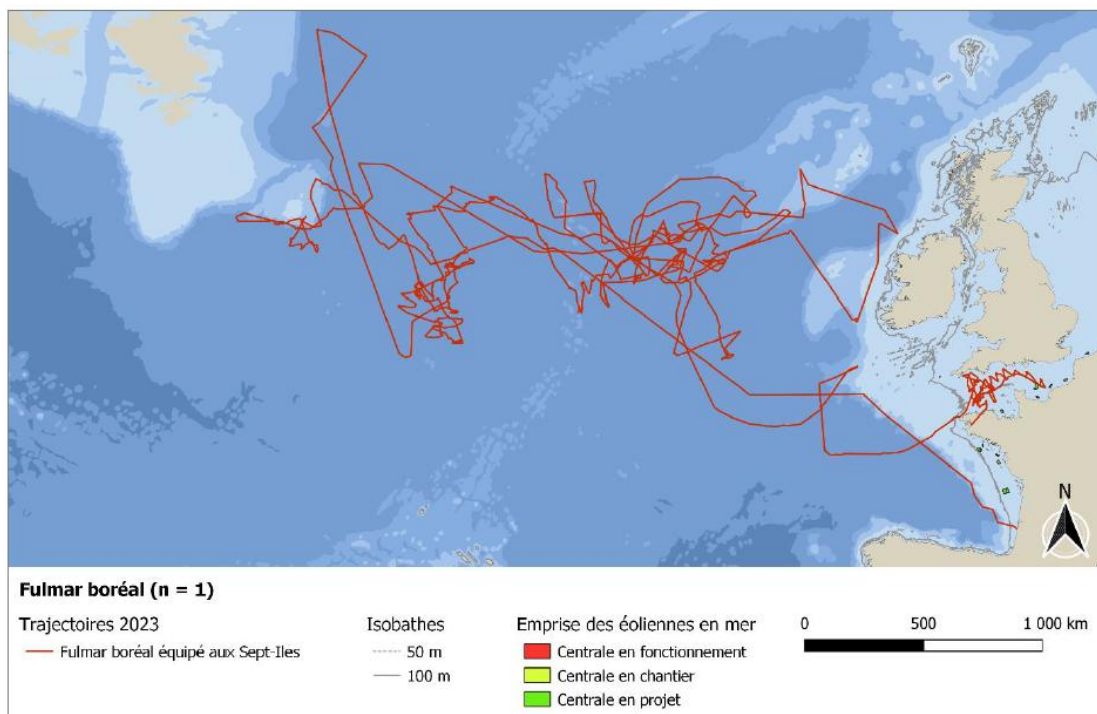 N
Fulmar boréal (n = 1)
Trajectoires 2023
Fulmar boréal équipé aux Sept-Iles
Isobathes
50 m
100 m
Emprise des éoliennes en mer
Centrale en fonctionnement
Centrale en chantier
Centrale en projet
0 500 1 000 km